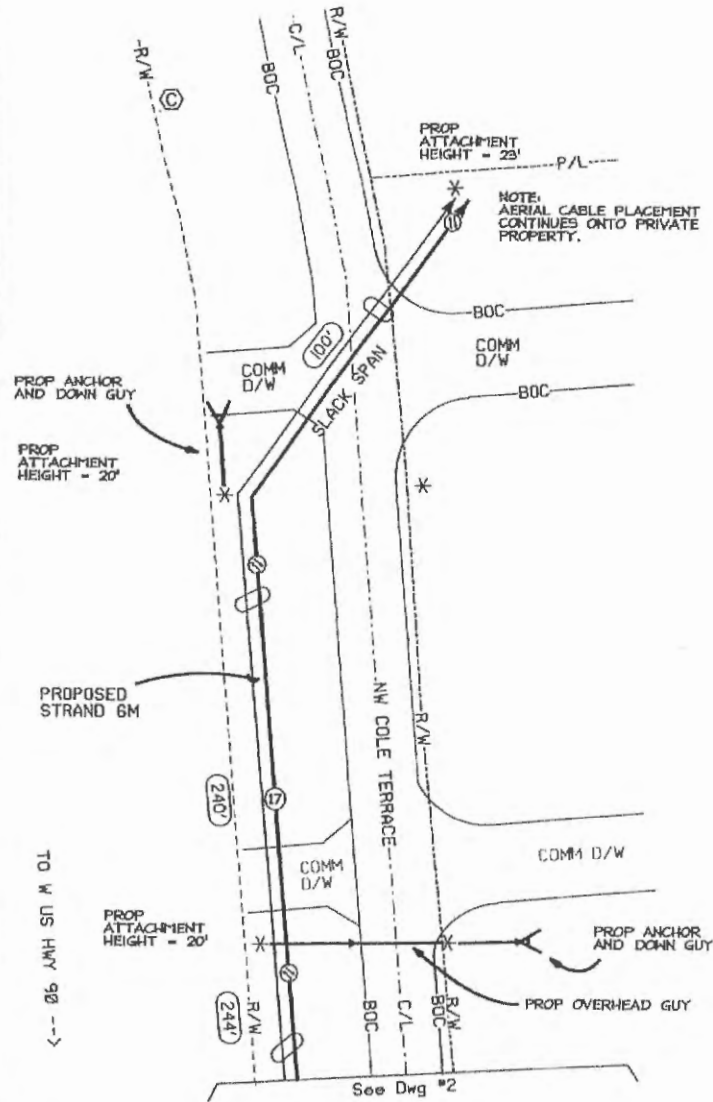 R/W
BOC
C/L
R/W
BOC
C
PROP
ATTACHMENT
HEIGHT = 23'
P/L
NOTE:
AERIAL CABLE PLACEMENT
CONTINUES ONTO PRIVATE
PROPERTY.
BOC
100'
COMM
D/W
COMM
D/W
SLACK SPAN
BOC
PROP ANCHOR
AND DOWN GUY
PROP
ATTACHMENT
HEIGHT = 20'
PROPOSED
STRAND 6M
NW COLE TERRACE
R/W
240'
17
COMM
D/W
COMM D/W
TO W US HWY 90 -->
PROP
ATTACHMENT
HEIGHT = 20'
PROP ANCHOR
AND DOWN GUY
PROP OVERHEAD GUY
244'
R/W
BOC
C/L
BOC
R/W
See Dwg #2